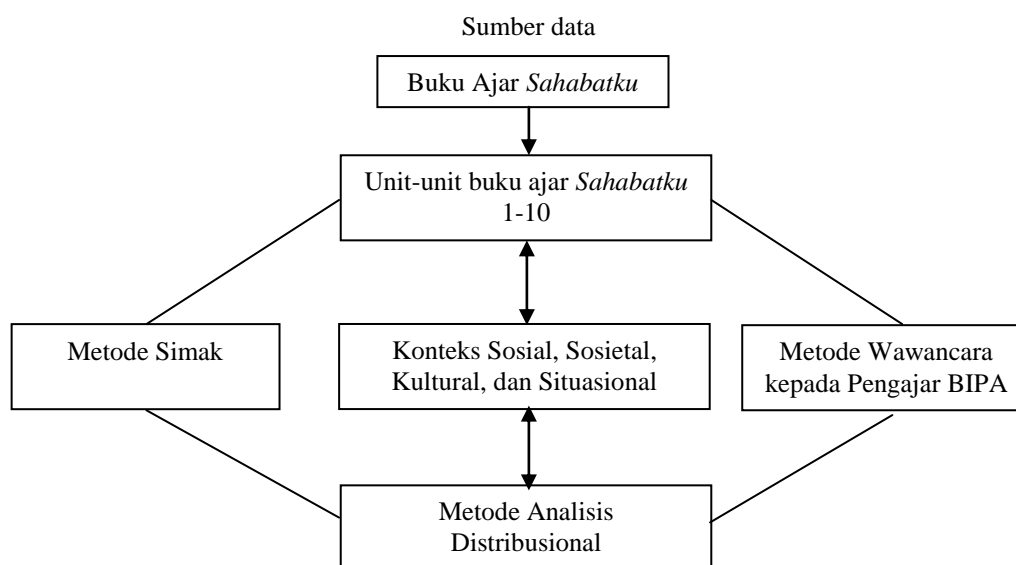 Sumber data
Buku Ajar Sahabatku
Unit-unit buku ajar Sahabatku
1-10
Metode Simak
Konteks Sosial, Sosietal,
Kultural, dan Situasional
Metode Wawancara
kepada Pengajar BIPA
Metode Analisis
Distribusional